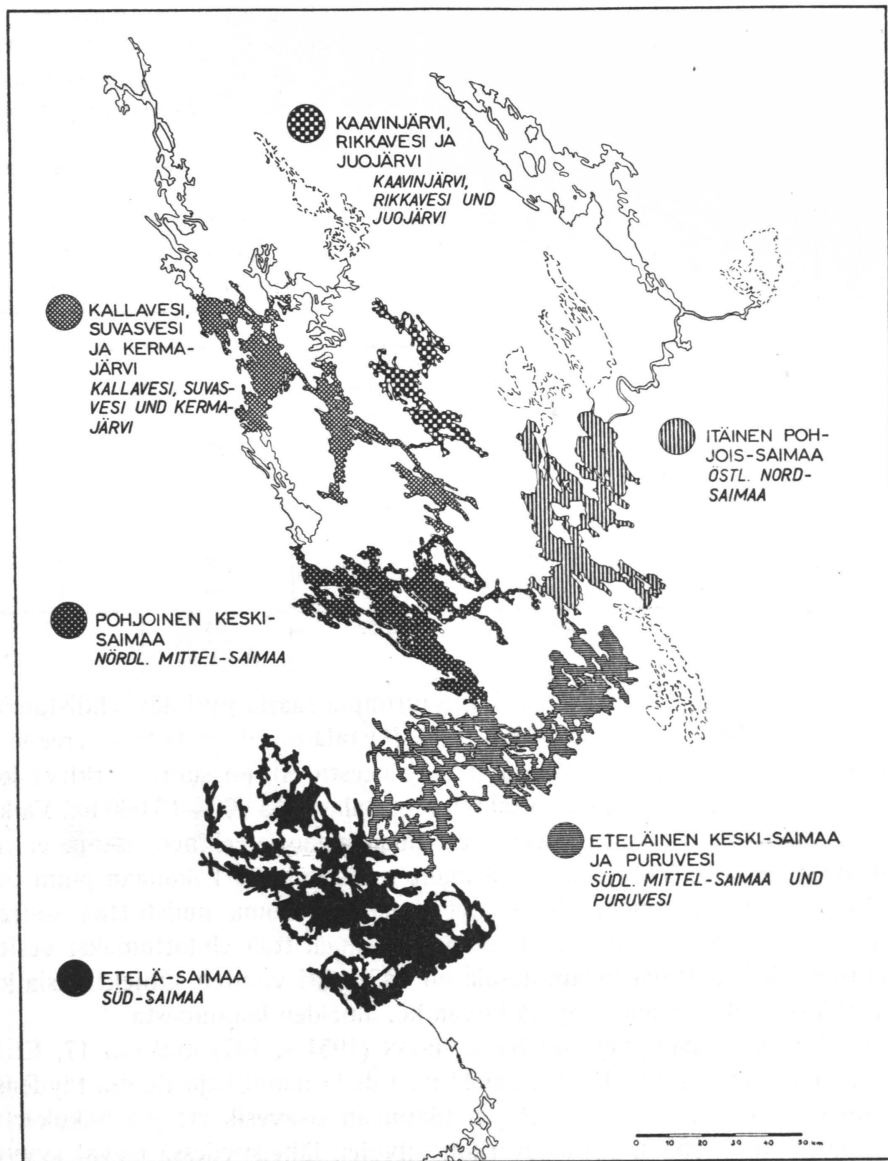 KAAVINJÄRVI,
RIKKAVESI JA
JUOJÄRVI
KAAVINJÄRVI,
RIKKAVESI UND
JUOJÄRVI
KALLAVESI,
SUVASVESI
JA KERMA-
JÄRVI
KALLAVESI, SUVAS-
VESI UND KERMA-
JÄRVI
ITÄINEN POH-
JOIS-SAIMAA
ÖSTL. NORD-
SAIMAA
POHJOINEN KESKI-
SAIMAA
NÖRDL. MITTEL-SAIMAA
ETELÄINEN KESKI-SAIMAA
JA PURUVESI
SÜDL. MITTEL-SAIMAA UND
PURUVESI
ETELÄ-SAIMAA
SÜD-SAIMAA
0 10 20 30 40 50 km